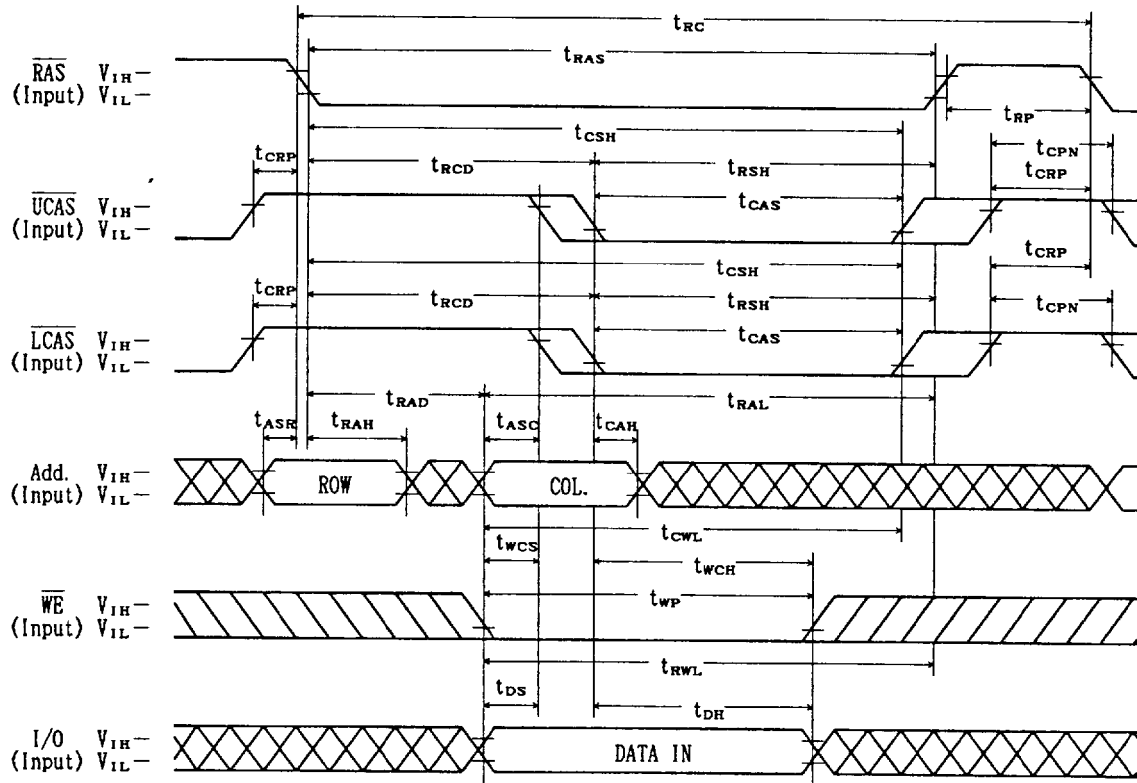 tRC
tRAS
RAS VIH
(Input) VIL
tRP
tCSH
tCRP tRCD tRSH tCPN
tCRP
UCAS VIH
(Input) VIL
tCAS
tCSH
tCRP tRCD tRSH tCRP
tCPN
LCAS VIH
(Input) VIL
tCAS
tRAD tRAL
tASR tRAH tASC tCAH
Add. VIH
(Input) VIL
ROW COL.
tCWL
tWCS tWCH
WE VIH
(Input) VIL
tWP
tRWL
tDS tDH
I/O VIH
(Input) VIL
DATA IN